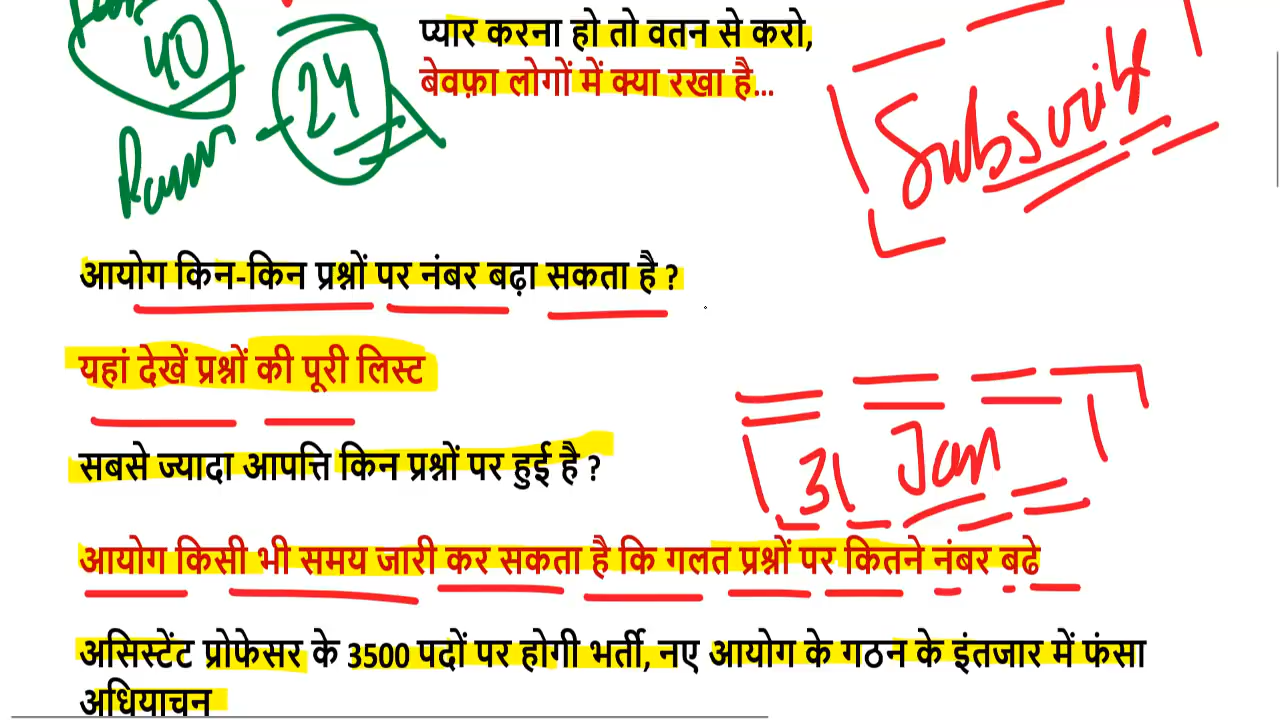 40
24
प्यार करना हो तो वतन से करो,
बेवफ़ा लोगों में क्या रखा है...
Subscribe
आयोग किन-किन प्रश्नों पर नंबर बढ़ा सकता है ?
यहां देखें प्रश्नों की पूरी लिस्ट
सबसे ज्यादा आपत्ति किन प्रश्नों पर हुई है ?
31 Jan
आयोग किसी भी समय जारी कर सकता है कि गलत प्रश्नों पर कितने नंबर बढे
असिस्टेंट प्रोफेसर के 3500 पदों पर होगी भर्ती, नए आयोग के गठन के इंतजार में फंसा
अधियाचन